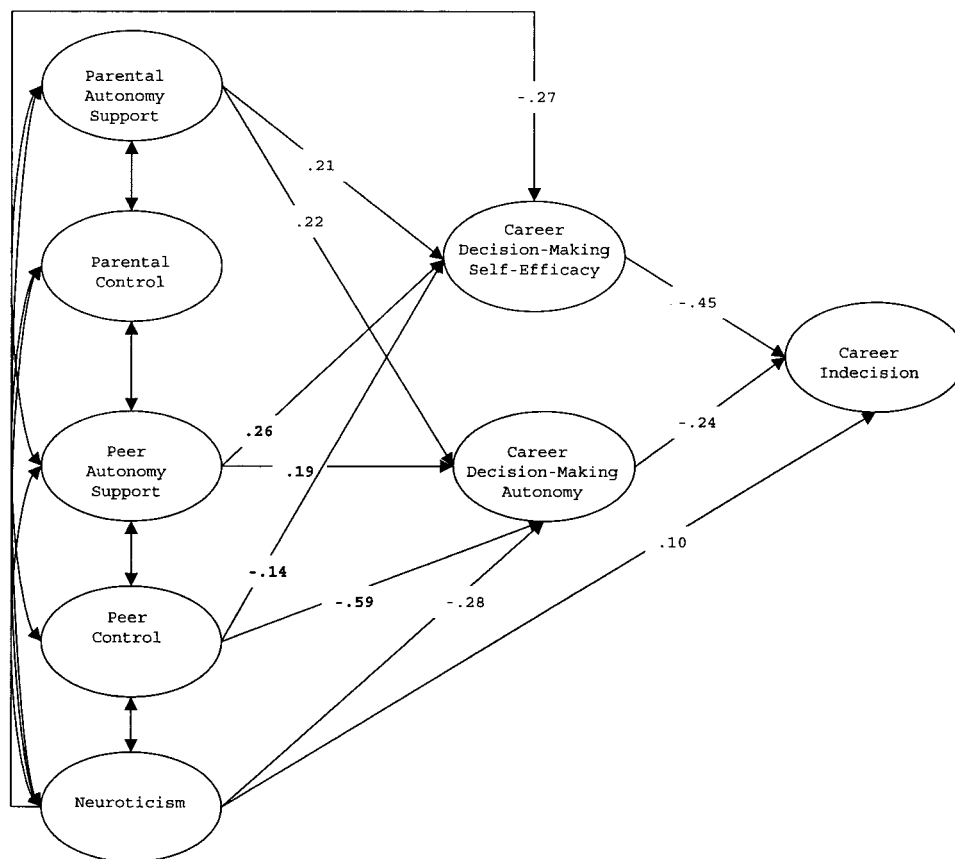 Parental
Autonomy
Support
-.27
.21
.22
Career
Decision-Making
Self-Efficacy
Parental
Control
-.45
Career
Indecision
Peer
Autonomy
Support
.26
.19
Career
Decision-Making
Autonomy
-.24
.10
-.14
-.59
-.28
Peer
Control
Neuroticism